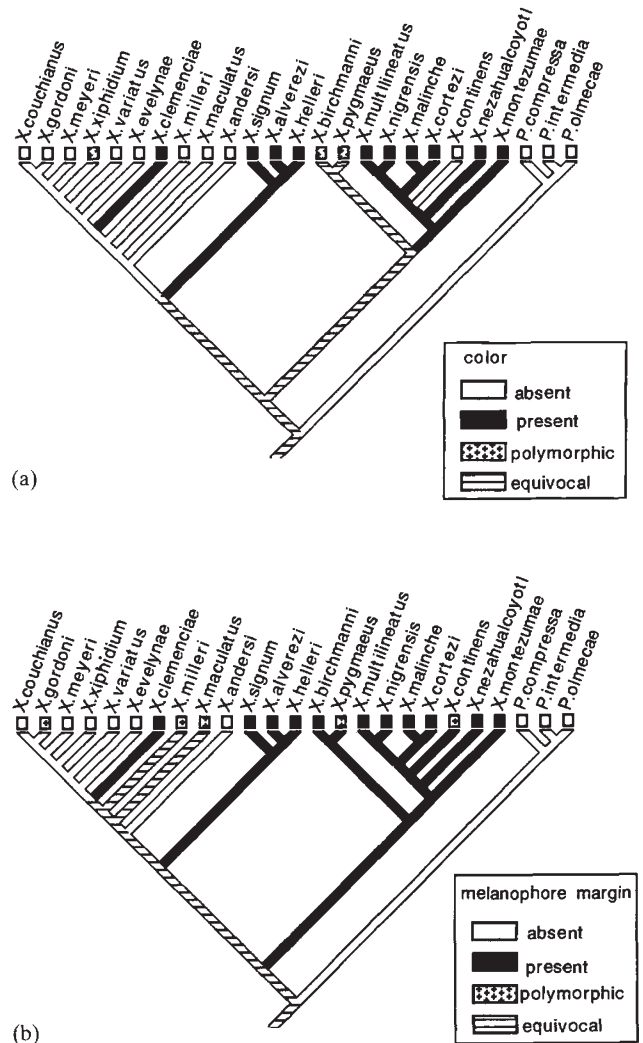 X.couchianus
X.gordoni
X.meyeri
X.xiphidium
X.variatus
X.evelynae
X.clemenciae
X.milleri
X.maculatus
X.andersi
X.signum
X.alverezi
X.helleri
X.birchmanni
X.pygmaeus
X.multilineatus
X.nigrensis
X.malinche
X.cortezi
X.continens
X.nezahualcoyotl
X.montezumae
P.compressa
P.intermedia
P.olmecae
color
absent
present
polymorphic
equivocal
(a)
X.couchianus
X.gordoni
X.meyeri
X.xiphidium
X.variatus
X.evelynae
X.clemenciae
X.milleri
X.maculatus
X.andersi
X.signum
X.alverezi
X.helleri
X.birchmanni
X.pygmaeus
X.multilineatus
X.nigrensis
X.malinche
X.cortezi
X.continens
X.nezahualcoyotl
X.montezumae
P.compressa
P.intermedia
P.olmecae
melanophore margin
absent
present
polymorphic
equivocal
(b)